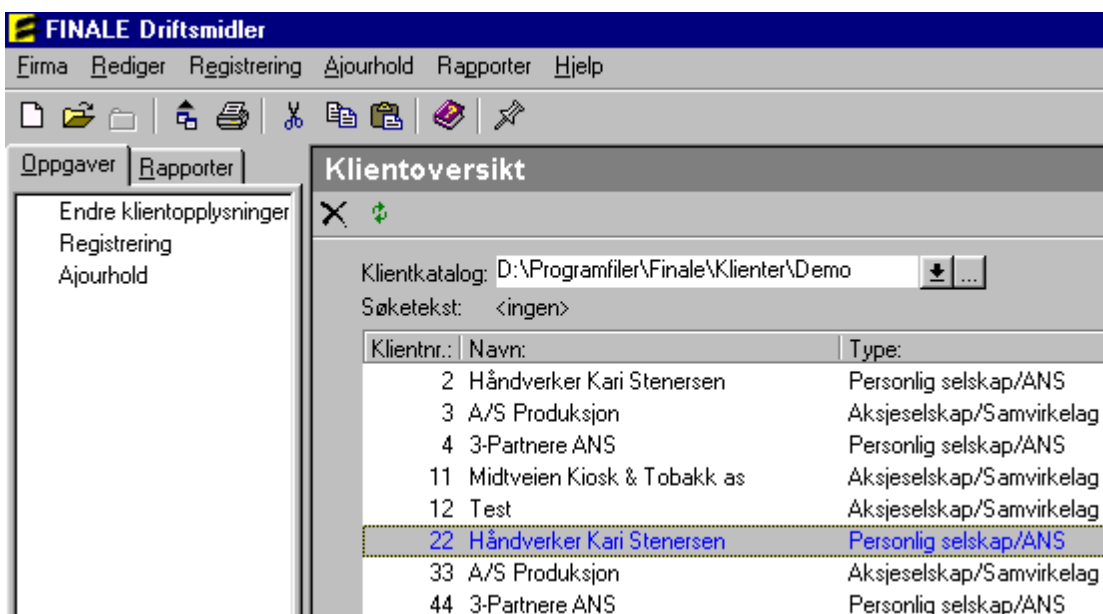 FINALE Driftsmidler
Firma Rediger Registrering Ajourhold Rapporter Hjelp
Oppgaver Rapporter
Endre klientopplysninger
Registrering
Ajourhold
Klientoversikt
Klientkatalog: D:\Programfiler\Finale\Klienter\Demo ...
Søketekst: <ingen>
Klientnr.: Navn: Type:
2 Håndverker Kari Stenersen Personlig selskap/ANS
3 A/S Produksjon Aksjeselskap/Samvirkelag
4 3-Partnere ANS Personlig selskap/ANS
11 Midtveien Kiosk & Tobakk as Aksjeselskap/Samvirkelag
12 Test Aksjeselskap/Samvirkelag
22 Håndverker Kari Stenersen Personlig selskap/ANS
33 A/S Produksjon Aksjeselskap/Samvirkelag
44 3-Partnere ANS Personlig selskap/ANS